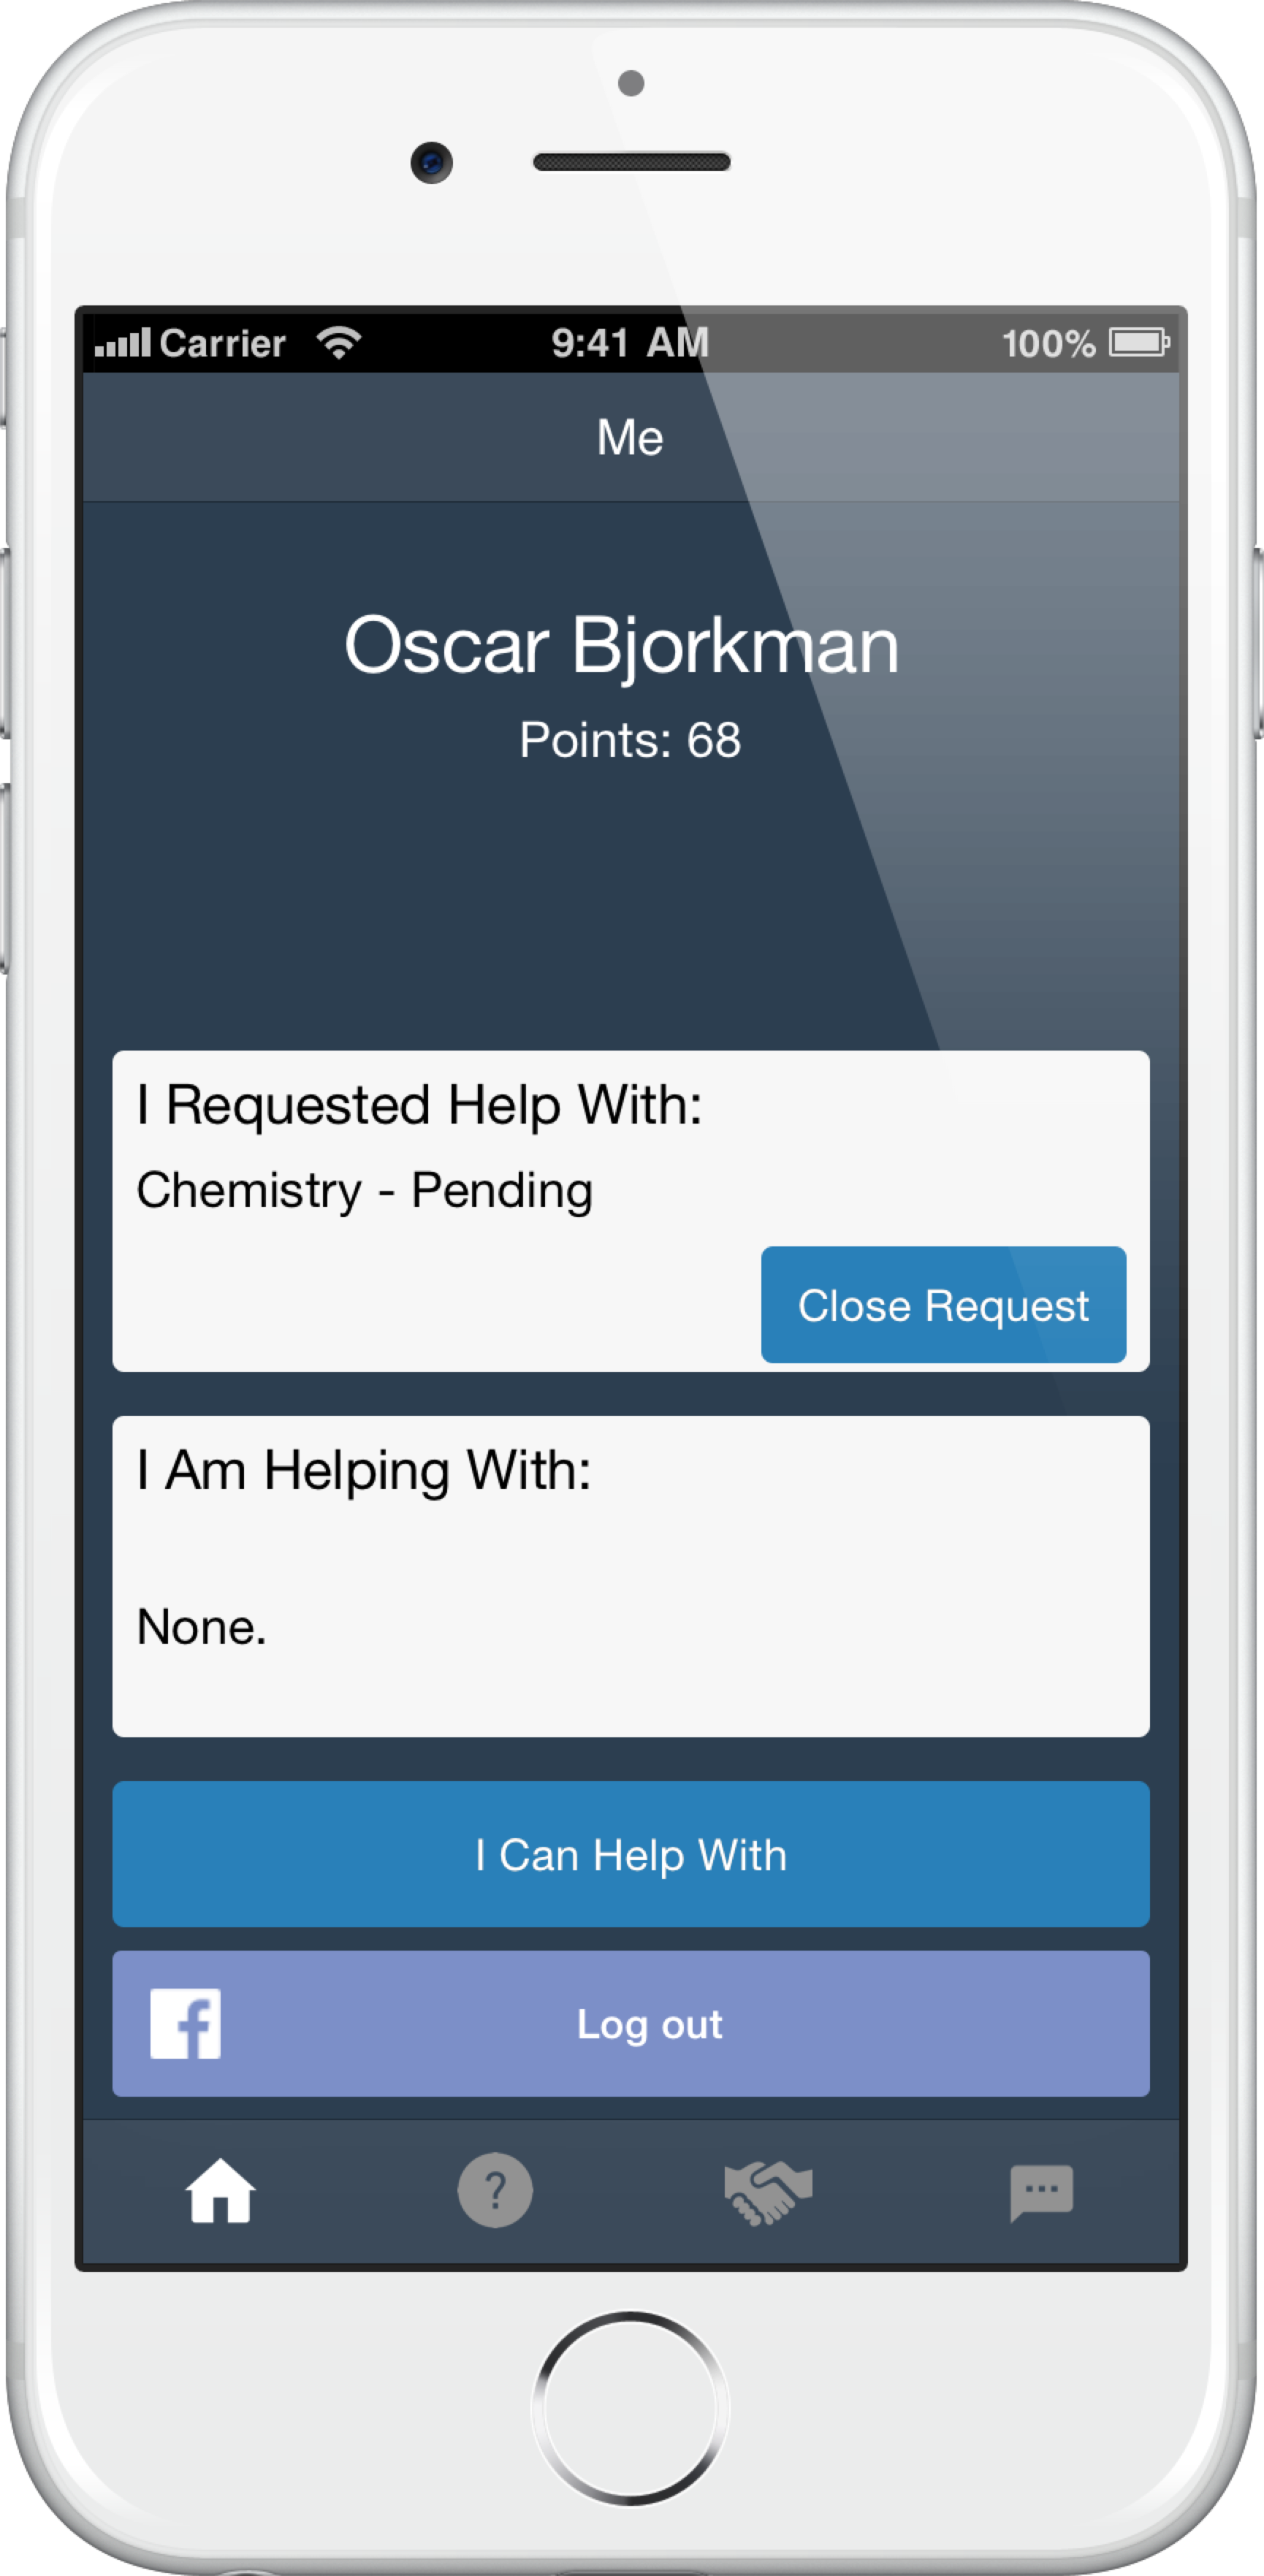 Carrier 9:41 AM 100%
Me
Oscar Bjorkman
Points: 68
I Requested Help With:
Chemistry - Pending
Close Request
I Am Helping With:
None.
I Can Help With
f Log out
?